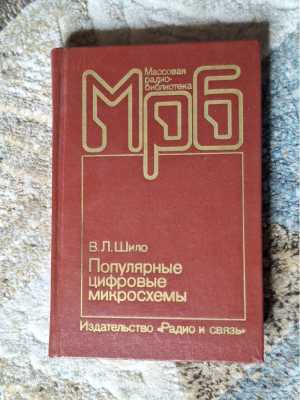 Массовая
радио-
библиотека
Мрб
В. Л. Шило
Популярные
цифровые
микросхемы
Издательство «Радио и связь»